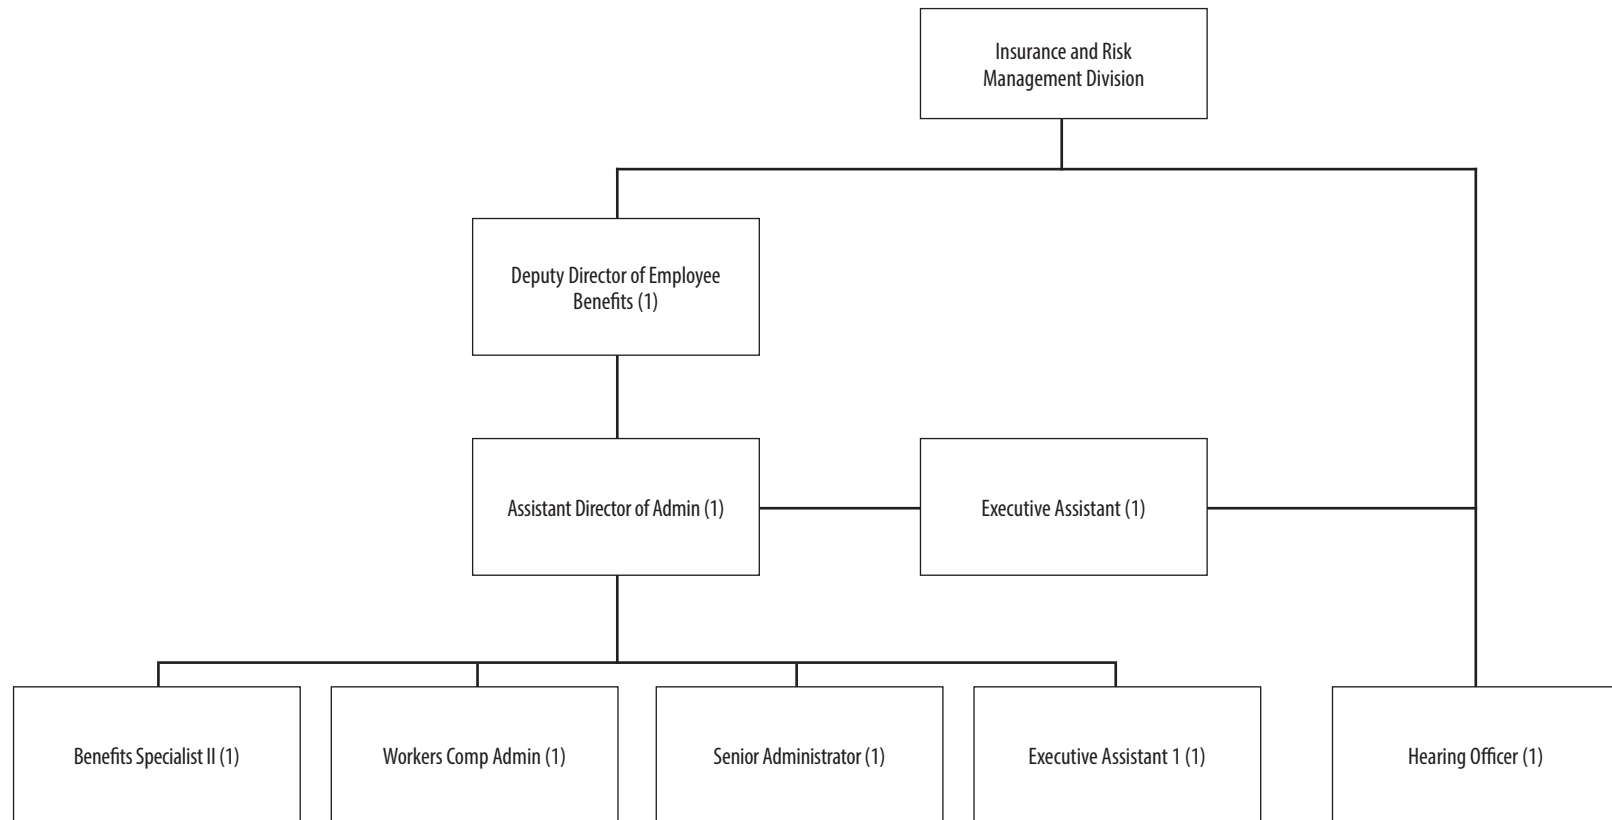 Insurance and Risk
Management Division
Deputy Director of Employee
Benefits (1)
Assistant Director of Admin (1)
Executive Assistant (1)
Benefits Specialist II (1)
Workers Comp Admin (1)
Senior Administrator (1)
Executive Assistant 1 (1)
Hearing Officer (1)